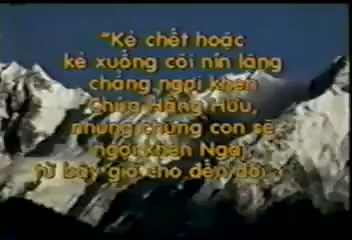 "Kẻ chết hoặc
kẻ xuống cõi nín lặng
chẳng ngợi khen
Chúa Hằng Hữu,
nhưng chúng con sẽ
ngợi khen Ngài
từ bây giờ cho đến đời